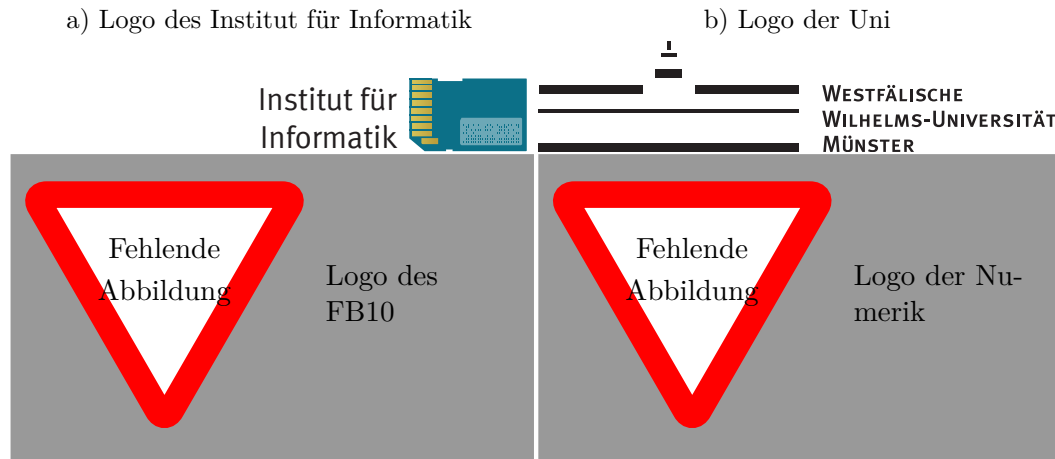 a) Logo des Institut für Informatik
b) Logo der Uni
Institut für
Informatik
WESTFÄLISCHE
WILHELMS-UNIVERSITÄT
MÜNSTER
Fehlende
Abbildung
Logo des
FB10
Fehlende
Abbildung
Logo der Nu-
merik